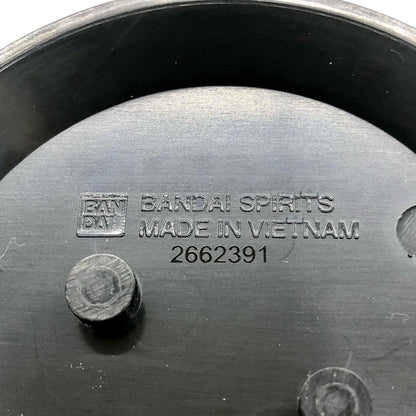 BAN
DAI
BANDAI SPIRITS
MADE IN VIETNAM
2662391